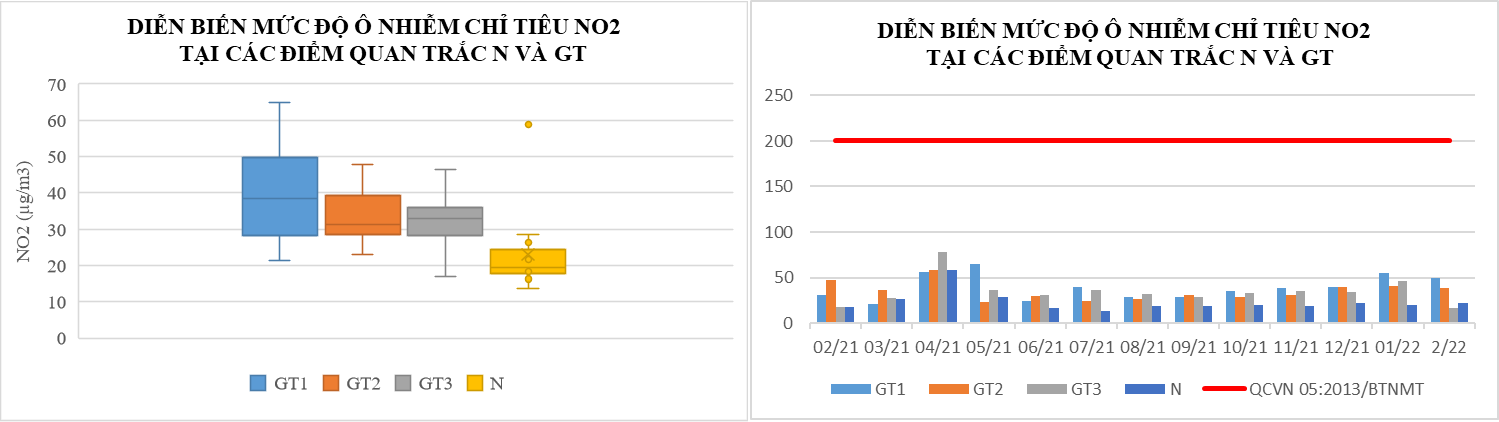 DIỄN BIẾN MỨC ĐỘ Ô NHIỄM CHỈ TIÊU NO2
TẠI CÁC ĐIỂM QUAN TRẮC N VÀ GT
NO2 (µg/m3)
70
60
50
40
30
20
10
0
GT1 GT2 GT3 N
DIỄN BIẾN MỨC ĐỘ Ô NHIỄM CHỈ TIÊU NO2
TẠI CÁC ĐIỂM QUAN TRẮC N VÀ GT
250
200
150
100
50
0
02/21 03/21 04/21 05/21 06/21 07/21 08/21 09/21 10/21 11/21 12/21 01/22 2/22
GT1 GT2 GT3 N QCVN 05:2013/BTNMT